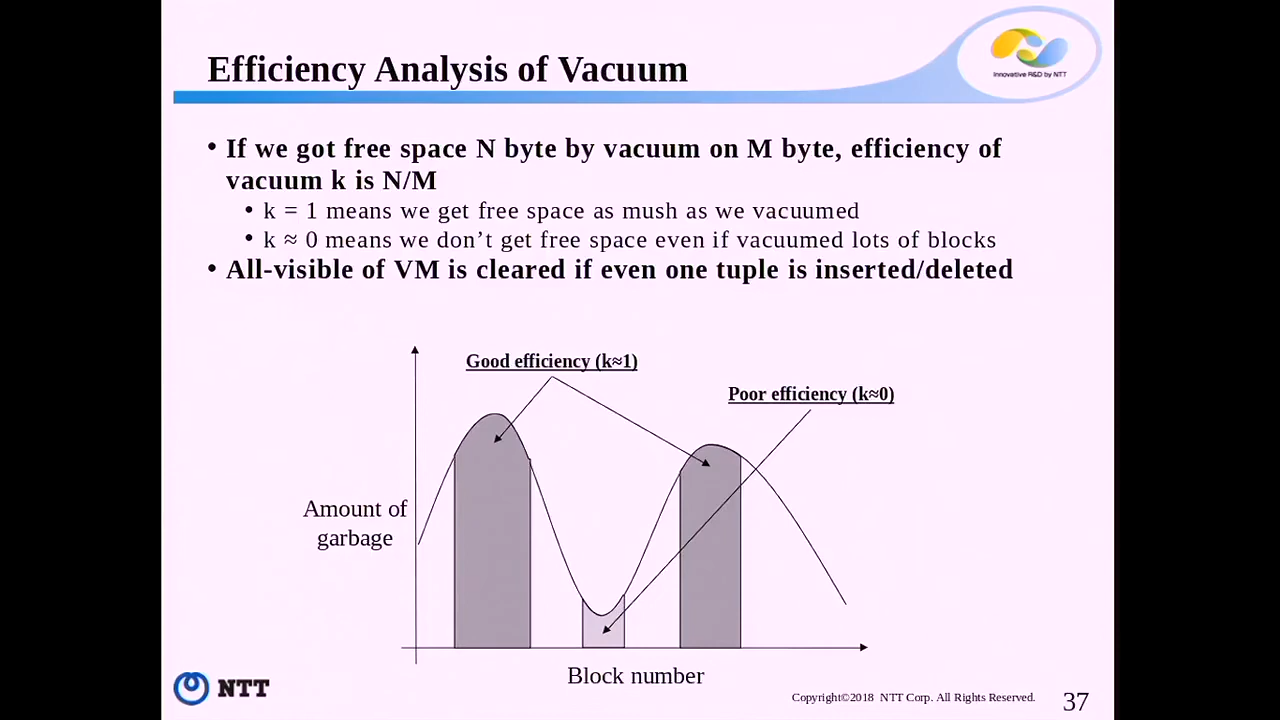 Efficiency Analysis of Vacuum
Innovative R&D by NTT
• If we got free space N byte by vacuum on M byte, efficiency of
vacuum k is N/M
• k = 1 means we get free space as mush as we vacuumed
• k ≈ 0 means we don’t get free space even if vacuumed lots of blocks
• All-visible of VM is cleared if even one tuple is inserted/deleted
Good efficiency (k≈1)
Poor efficiency (k≈0)
Amount of
garbage
Block number
NTT
Copyright©2018 NTT Corp. All Rights Reserved.
37